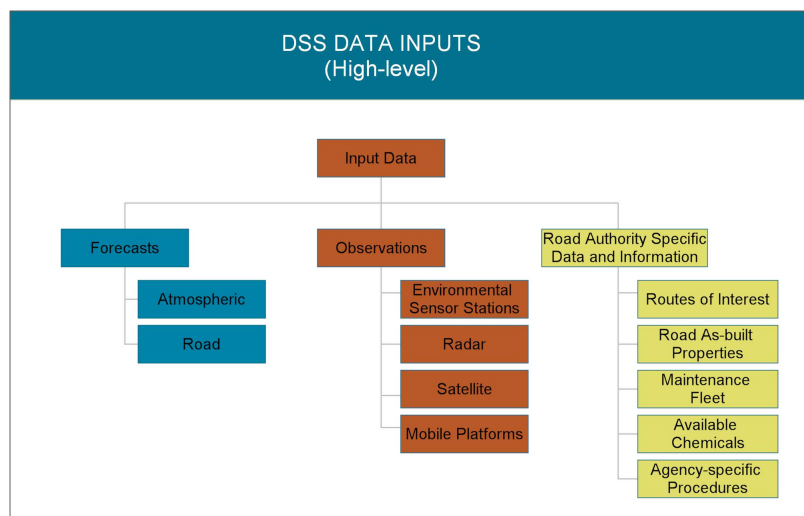 DSS DATA INPUTS
(High-level)
Input Data
Forecasts
Atmospheric
Road
Observations
Environmental
Sensor Stations
Radar
Satellite
Mobile Platforms
Road Authority Specific
Data and Information
Routes of Interest
Road As-built
Properties
Maintenance
Fleet
Available
Chemicals
Agency-specific
Procedures